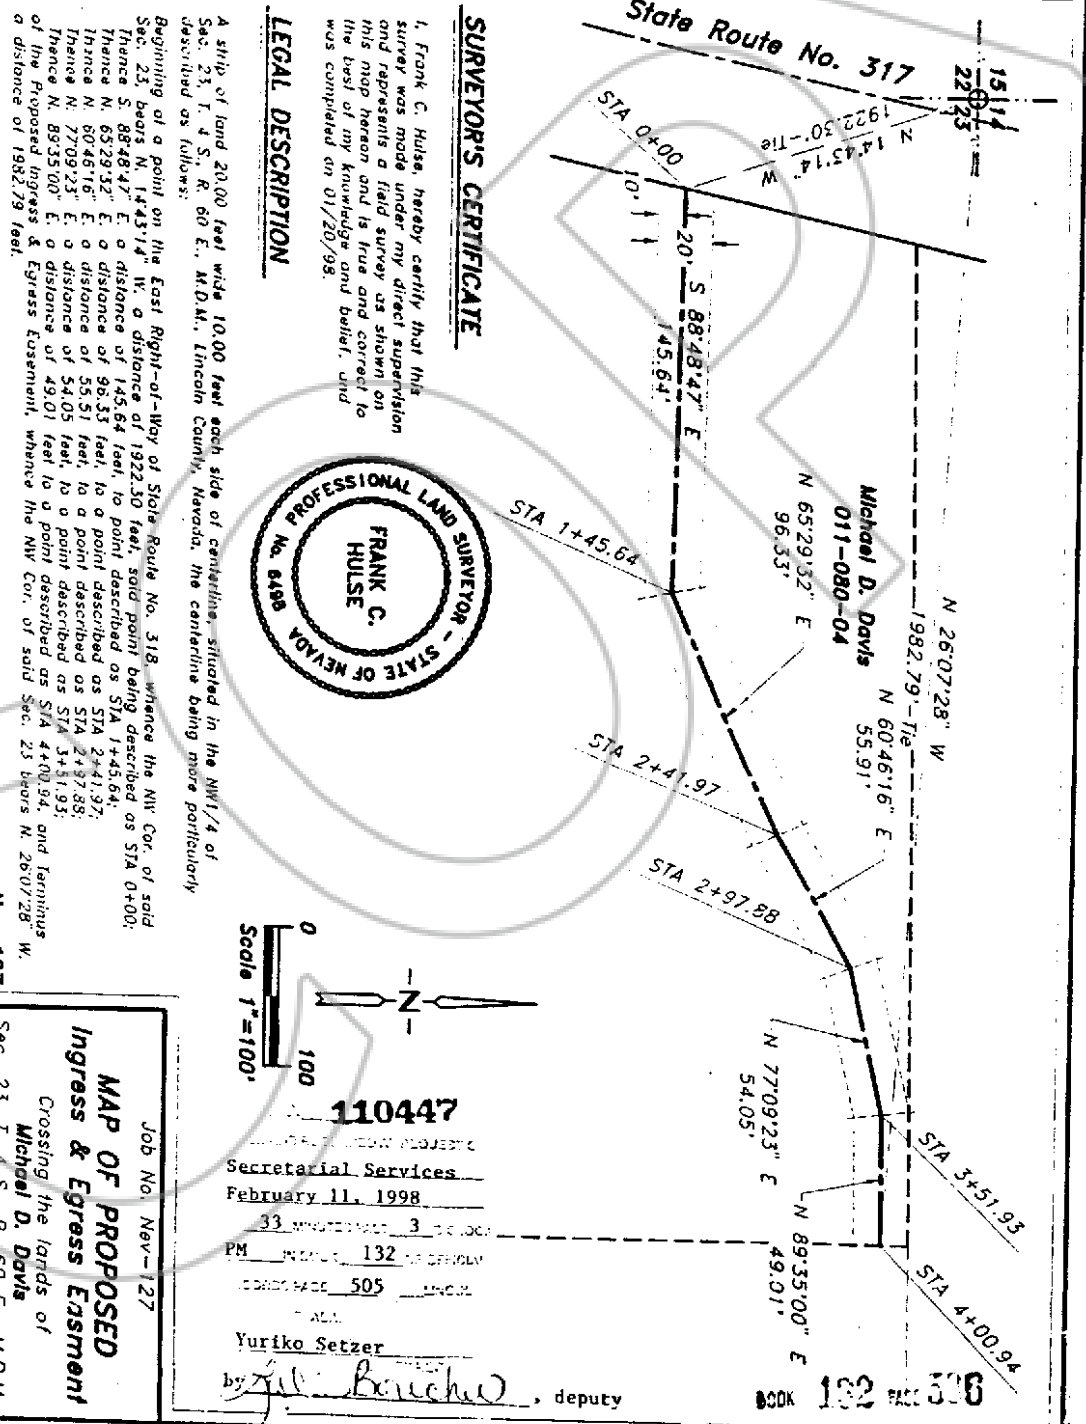 State Route No. 317
15 14
22 23
N 14°43'14" W
1922.30'-Tie
STA 0+00
10'
20'
S 88°48'47" E
145.64'
N 26°07'28" W
1982.79'-Tie
Michael D. Davis
011-080-04
N 65°29'32" E
96.33'
N 60°46'16" E
55.91'
STA 1+45.64
STA 2+41.97
STA 2+97.88
N 77°09'23" E
54.05'
N 89°35'00" E
49.01'
STA 3+51.93
STA 4+00.94
SURVEYOR'S CERTIFICATE
I, Frank C. Hulse, hereby certify that this
survey was made under my direct supervision
and represents a field survey as shown on
this map hereon and is true and correct to
the best of my knowledge and belief, and
was completed on 01/20/98.
PROFESSIONAL LAND SURVEYOR - STATE OF NEVADA
No. 6498
FRANK C.
HULSE
LEGAL DESCRIPTION
A strip of land 20.00 feet wide 10.00 feet each side of centerline, situated in the NW1/4 of
Sec. 23, T. 4 S., R. 60 E., M.D.M., Lincoln County, Nevada, the centerline being more particularly
described as follows:
Beginning at a point on the East Right-of-Way of State Route No. 318, whence the NW Cor. of said
Sec. 23, bears N. 14°43'14" W. a distance of 1922.30 feet, said point being described as STA 0+00;
Thence S. 88°48'47" E. a distance of 145.64 feet, to point described as STA 1+45.64;
Thence N. 65°29'32" E. a distance of 96.33 feet, to a point described as STA 2+41.97;
Thence N. 60°46'16" E. a distance of 55.51 feet, to a point described as STA 2+97.88;
Thence N. 77°09'23" E. a distance of 54.05 feet, to a point described as STA 3+51.93;
Thence N. 89°35'00" E. a distance of 49.01 feet to a point described as STA 4+00.94, and Terminus
of the Proposed Ingress & Egress Easement, whence the NW Cor. of said Sec. 23 bears N. 26°07'28" W.
a distance of 1982.79 feet.
N
0 100
Scale 1"=100'
110447
Secretarial Services
February 11, 1998
33 3
PM 132
505
Yuriko Setzer
by , deputy
BOOK 132 PAGE 506
Job No. Nev-127
MAP OF PROPOSED
Ingress & Egress Easment
Crossing the lands of
Michael D. Davis